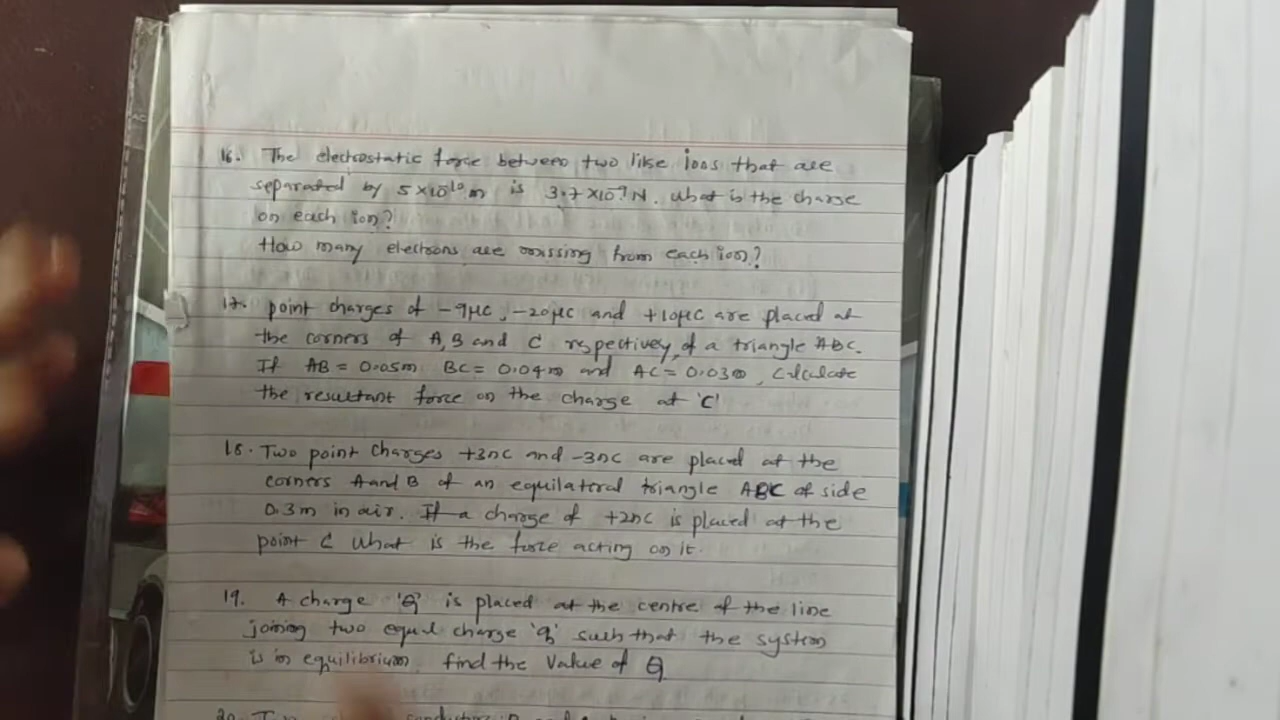 16. The electrostatic force between two like ions that are
separated by 5×10¹⁰m is 3.7×10⁻⁹N. what is the charge
on each ion?
How many electrons are missing from each ion?
17. point charges of -9μc, -20μc and +10μc are placed at
the corners of A, B and C rspectivey, of a triangle ABC.
If AB = 0.05m BC = 0.04m and AC = 0.03m, Calculate
the resultant force on the charge at 'C'
18. Two point charges +3nc and -3nc are placed at the
corners A and B of an equilateral triangle ABC of side
0.3m in air. If a charge of +2nc is placed at the
point C what is the force acting on it.
19. A charge 'Q' is placed at the centre of the line
joining two equal charge 'q' such that the system
is in equilibrium. find the value of Q
20.